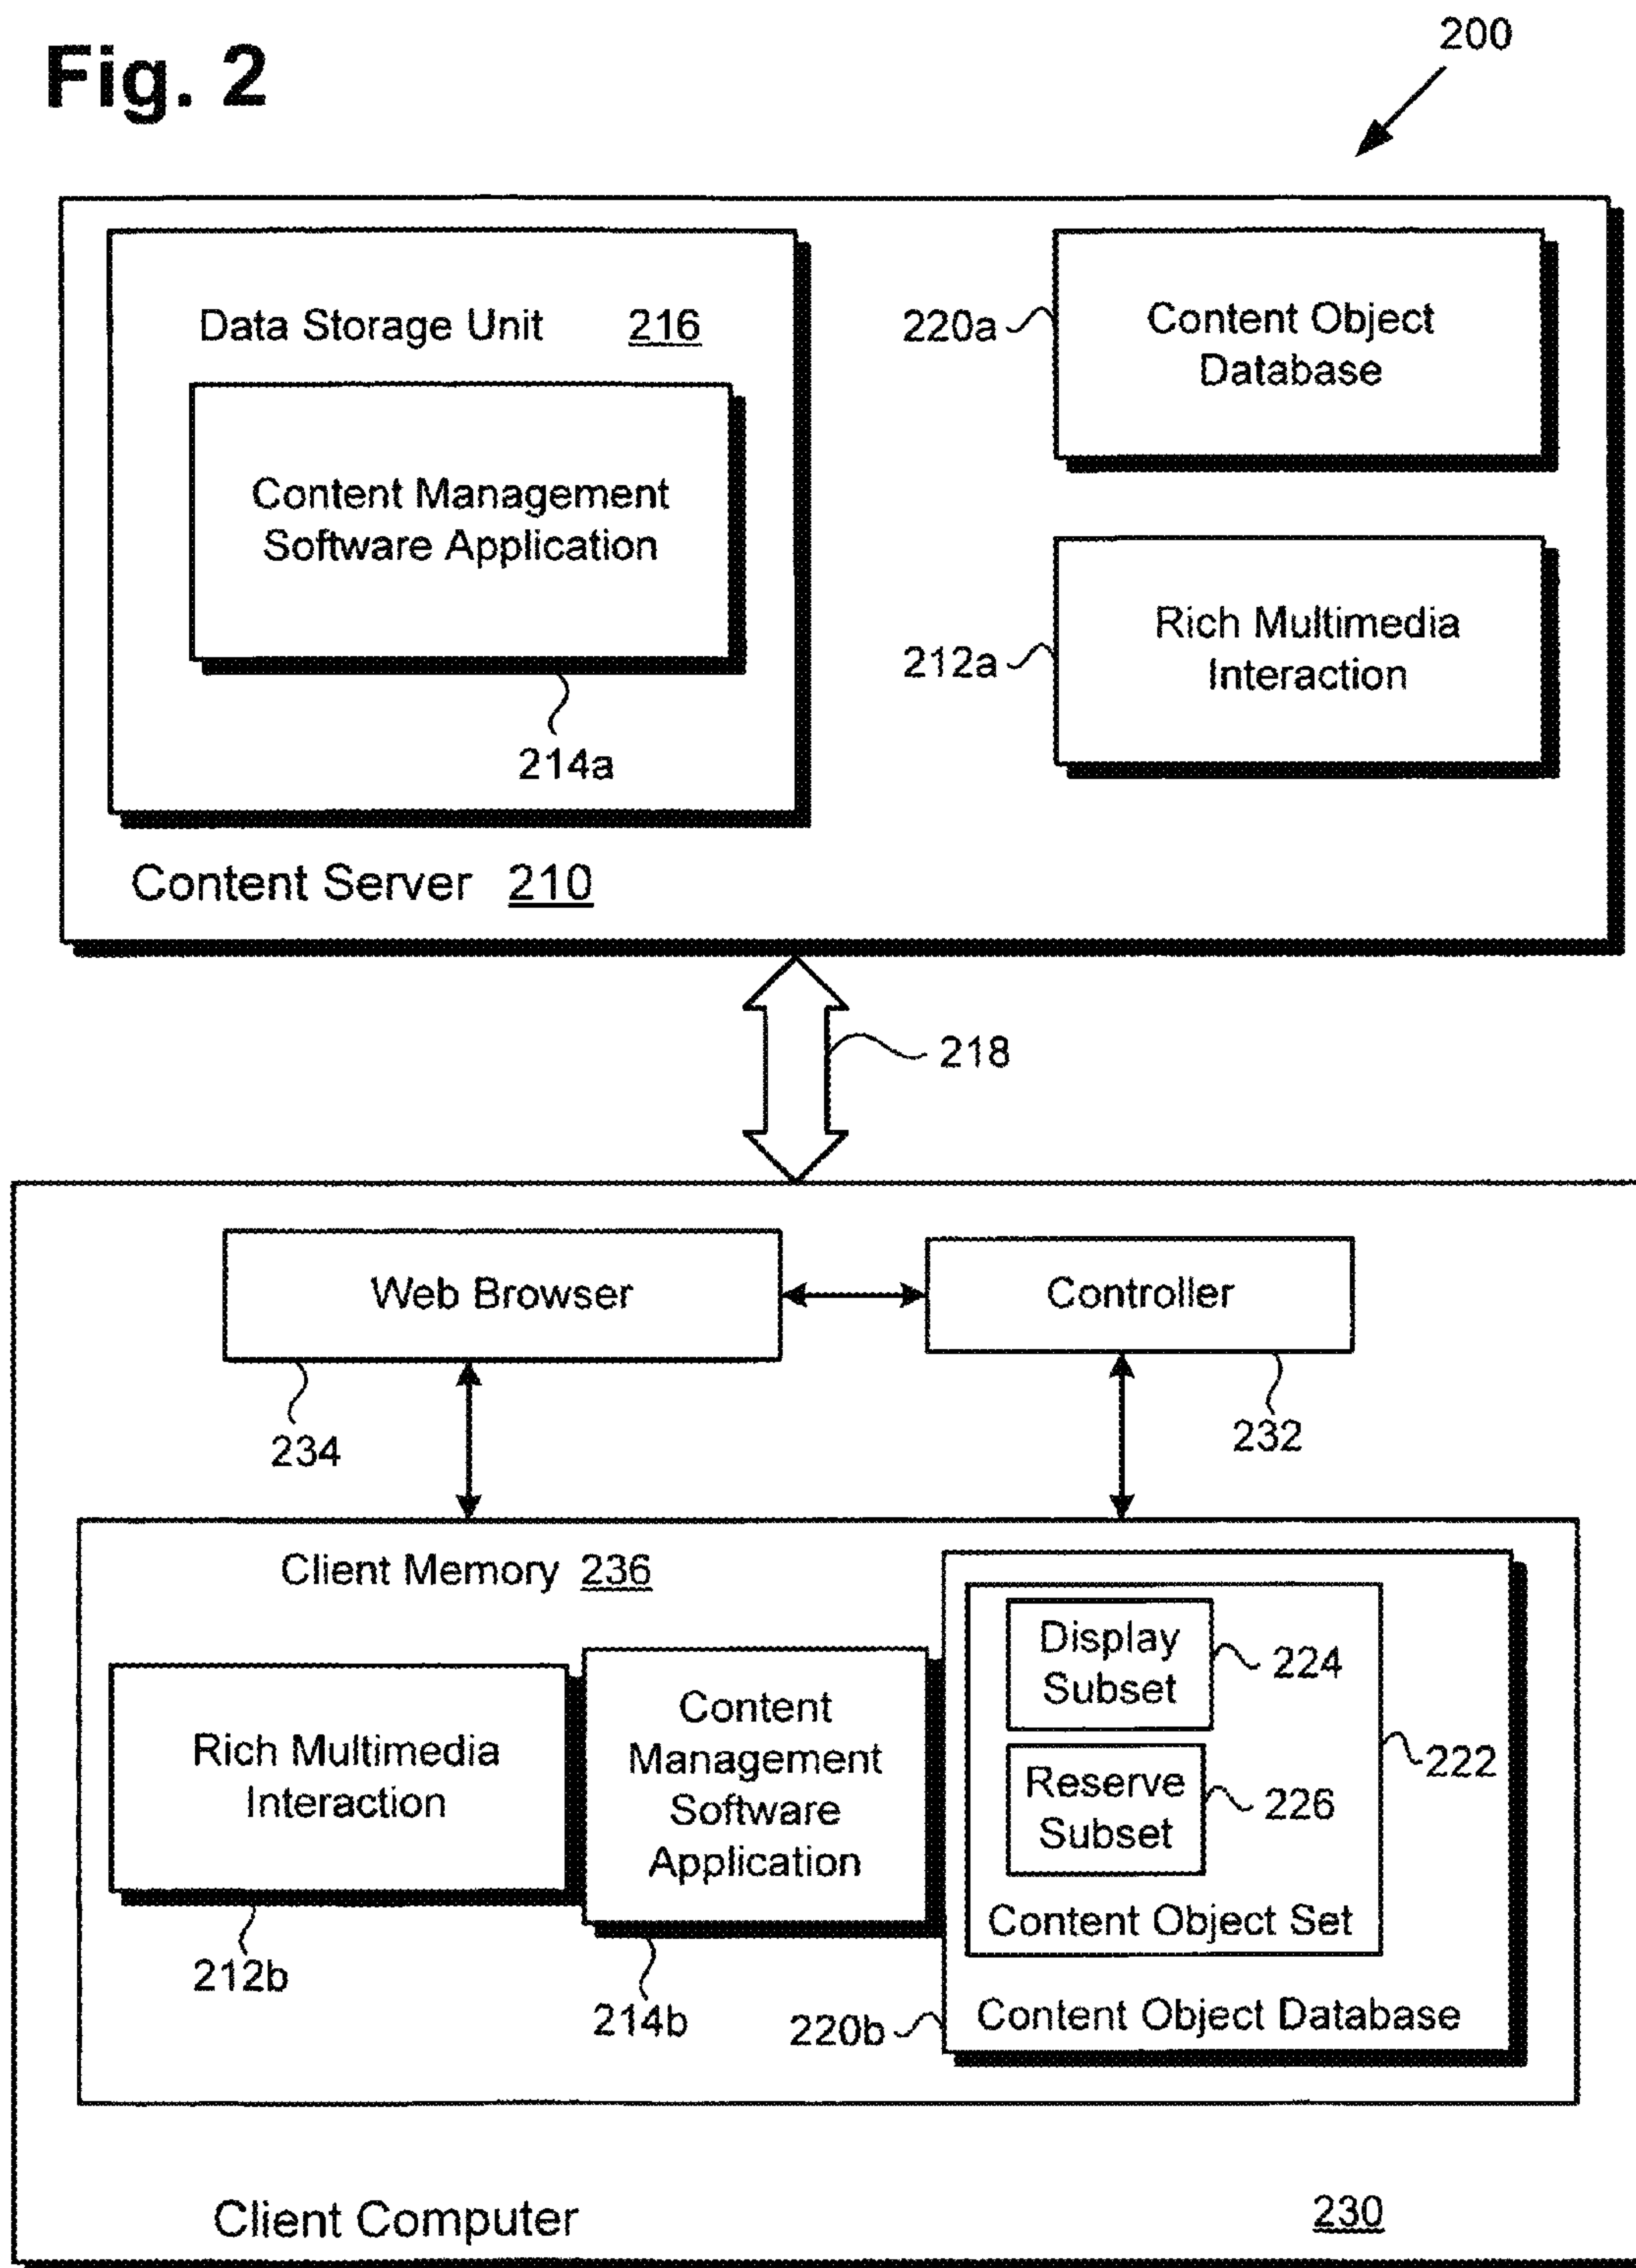 Fig. 2
200
Data Storage Unit 216
Content Management
Software Application
214a
220a
Content Object
Database
212a
Rich Multimedia
Interaction
Content Server 210
218
Web Browser
Controller
234
232
Client Memory 236
Rich Multimedia
Interaction
212b
Content
Management
Software
Application
214b
Display
Subset
224
Reserve
Subset
226
222
Content Object Set
220b
Content Object Database
Client Computer
230